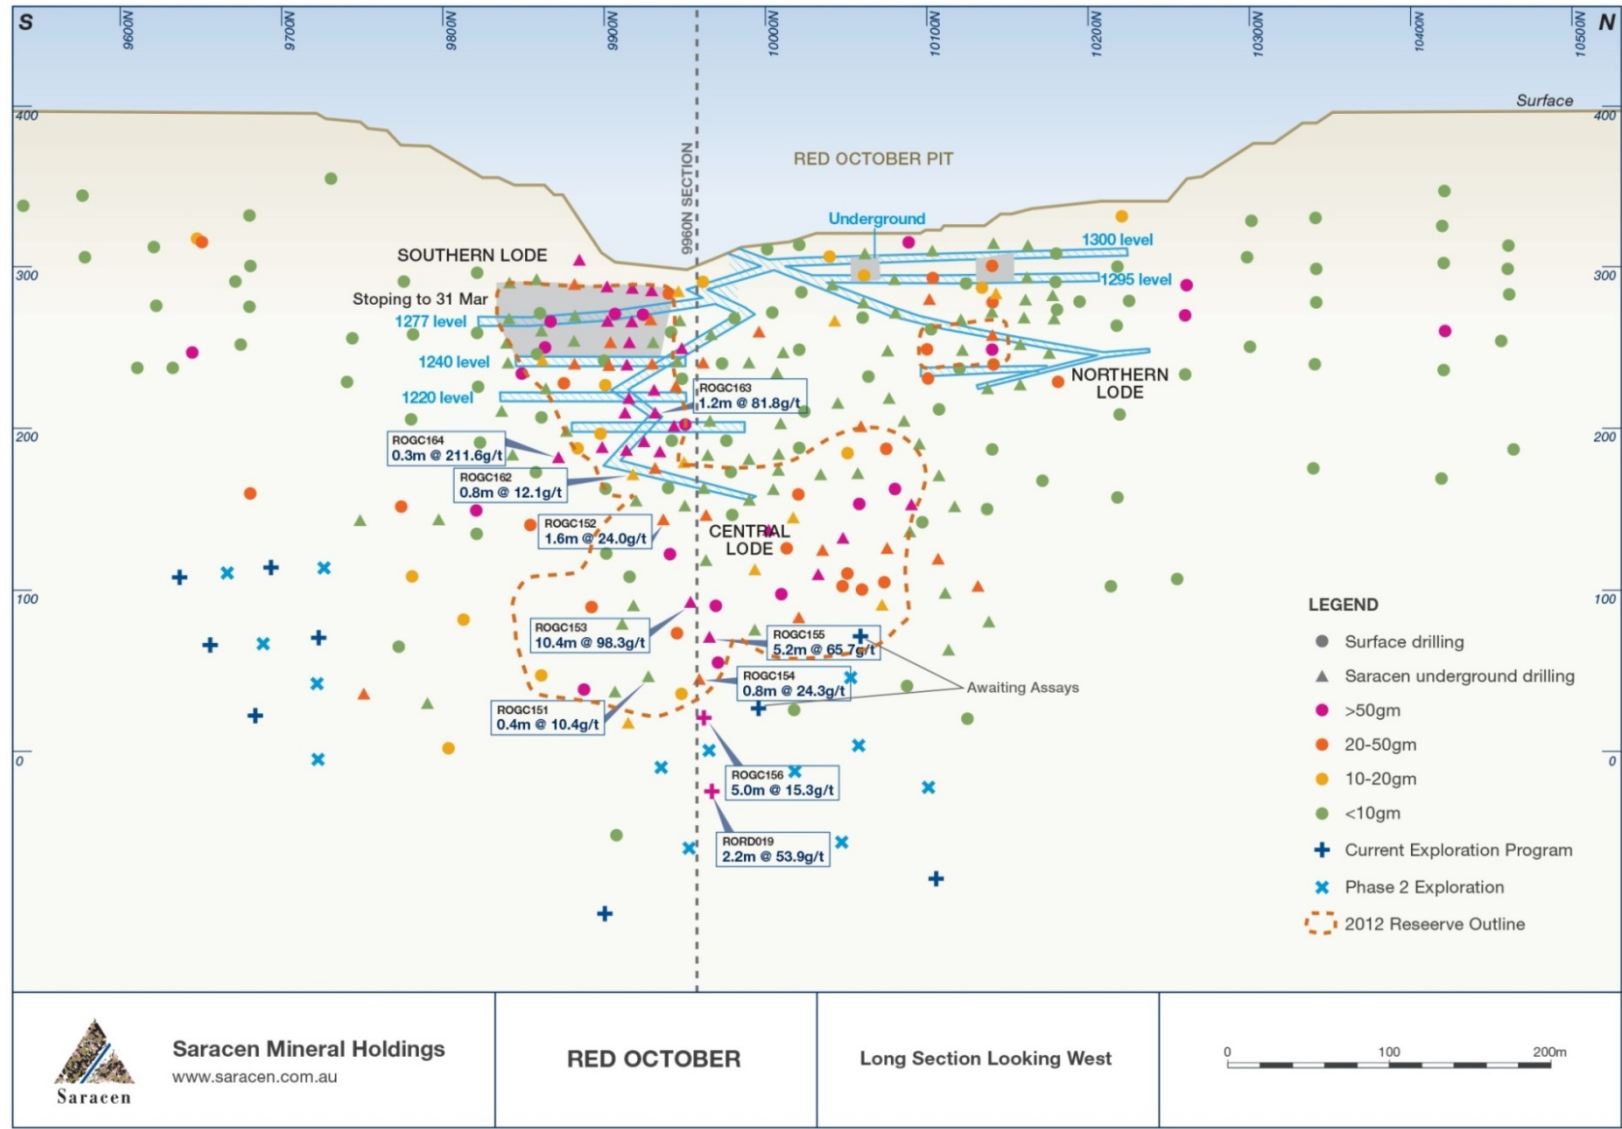 S
9600N
9700N
9800N
9900N
10000N
10100N
10200N
10300N
10400N
10500N
N
400
Surface
400
RED OCTOBER PIT
9960N SECTION
Underground
SOUTHERN LODE
1300 level
300
300
1295 level
Stoping to 31 Mar
1277 level
1240 level
NORTHERN
LODE
1220 level
ROGC163
1.2m @ 81.8g/t
200
200
ROGC164
0.3m @ 211.6g/t
ROGC162
0.8m @ 12.1g/t
ROGC152
1.6m @ 24.0g/t
CENTRAL
LODE
100
100
ROGC153
10.4m @ 98.3g/t
ROGC155
5.2m @ 65.7g/t
ROGC154
0.8m @ 24.3g/t
Awaiting Assays
ROGC151
0.4m @ 10.4g/t
0
0
ROGC156
5.0m @ 15.3g/t
RORD019
2.2m @ 53.9g/t
LEGEND
Surface drilling
Saracen underground drilling
>50gm
20-50gm
10-20gm
<10gm
Current Exploration Program
Phase 2 Exploration
2012 Reseerve Outline
Saracen
Saracen Mineral Holdings
www.saracen.com.au
RED OCTOBER
Long Section Looking West
0 100 200m